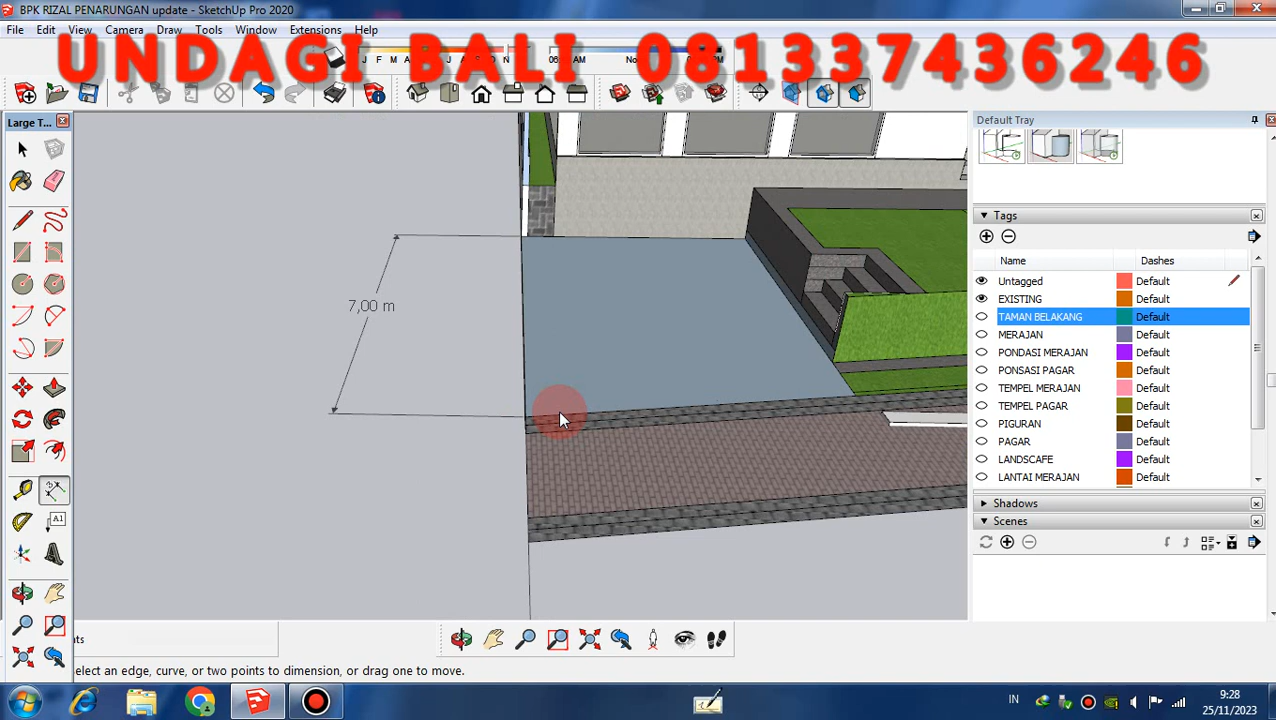 BPK RIZAL PENARUNGAN update - SketchUp Pro 2020
File Edit View Camera Draw Tools Window Extensions Help
UNDAGI BALI 081337436246
J F M A M J J A S
Large T...
Default Tray
Tags
Name Dashes
Untagged Default
EXISTING Default
TAMAN BELAKANG Default
MERAJAN Default
PONDASI MERAJAN Default
PONSASI PAGAR Default
TEMPEL MERAJAN Default
TEMPEL PAGAR Default
PIGURAN Default
PAGAR Default
LANDSCAFE Default
LANTAI MERAJAN Default
Shadows
Scenes
7,00 m
A1
nts
elect an edge, curve, or two points to dimension, or drag one to move.
IN
9:28
25/11/2023